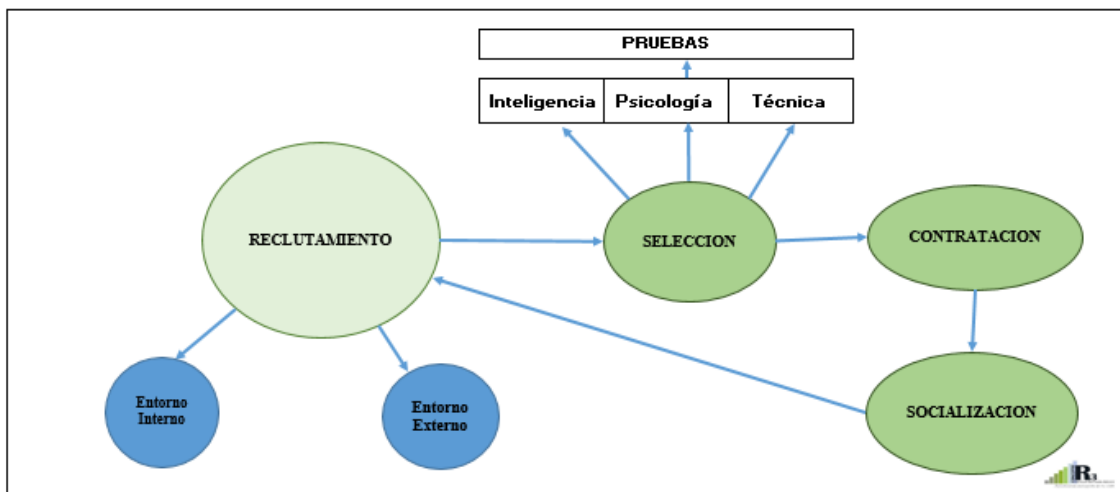 PRUEBAS
Inteligencia Psicología Técnica
RECLUTAMIENTO
SELECCION
CONTRATACION
Entorno
Interno
Entorno
Externo
SOCIALIZACION